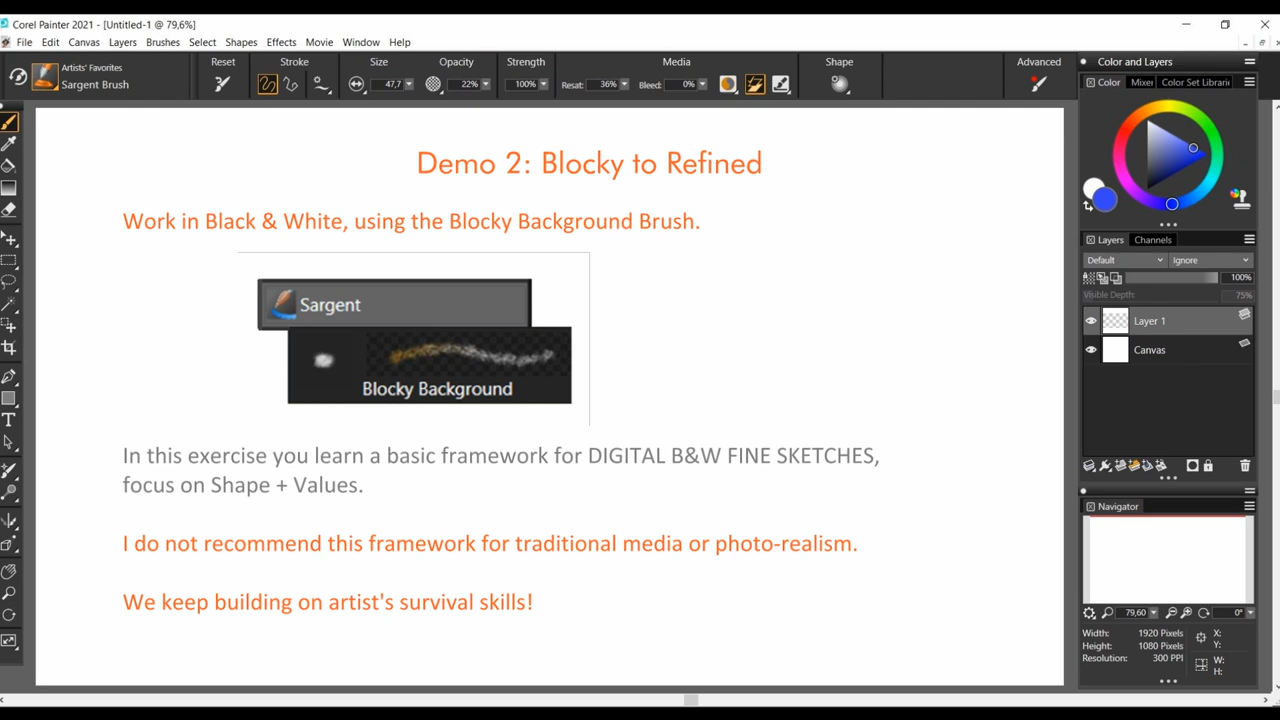 Corel Painter 2021 - [Untitled-1 @ 79,6%]
File Edit Canvas Layers Brushes Select Shapes Effects Movie Window Help
Artists' Favorites
Sargent Brush
Reset
Stroke
Size
47,7
Opacity
22%
Strength
100%
Media
Resat: 36%
Bleed: 0%
Shape
Advanced
Color and Layers
Color
Mixer
Color Set Librarie
Demo 2: Blocky to Refined
Work in Black & White, using the Blocky Background Brush.
Sargent
Blocky Background
In this exercise you learn a basic framework for DIGITAL B&W FINE SKETCHES,
focus on Shape + Values.
I do not recommend this framework for traditional media or photo-realism.
We keep building on artist's survival skills!
Layers
Channels
Default
Ignore
100%
Visible Depth: 75%
Layer 1
Canvas
Navigator
79,60
0°
Width: 1920 Pixels
Height: 1080 Pixels
Resolution: 300 PPI
X:
Y:
W:
H: